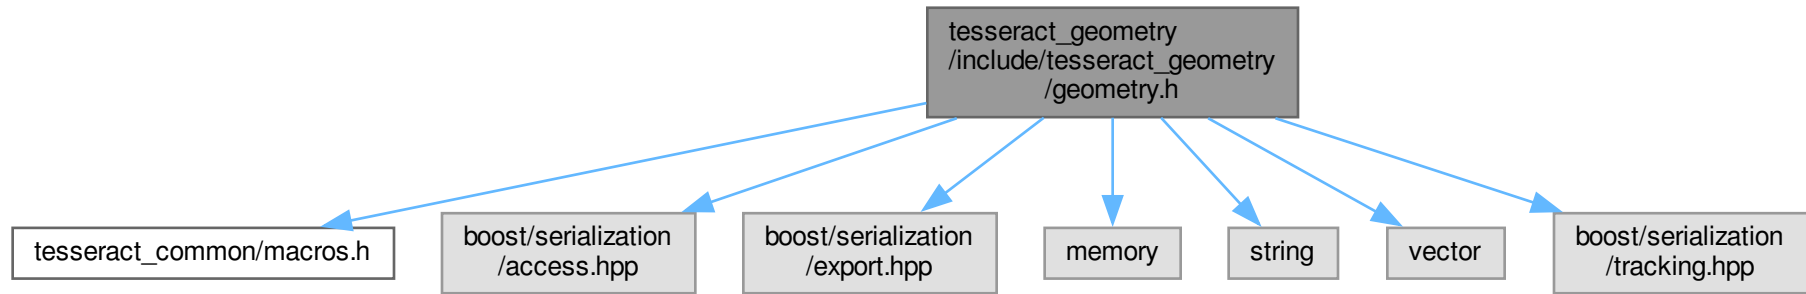 tesseract_geometry
/include/tesseract_geometry
/geometry.h
tesseract_common/macros.h
boost/serialization
/access.hpp
boost/serialization
/export.hpp
memory
string
vector
boost/serialization
/tracking.hpp